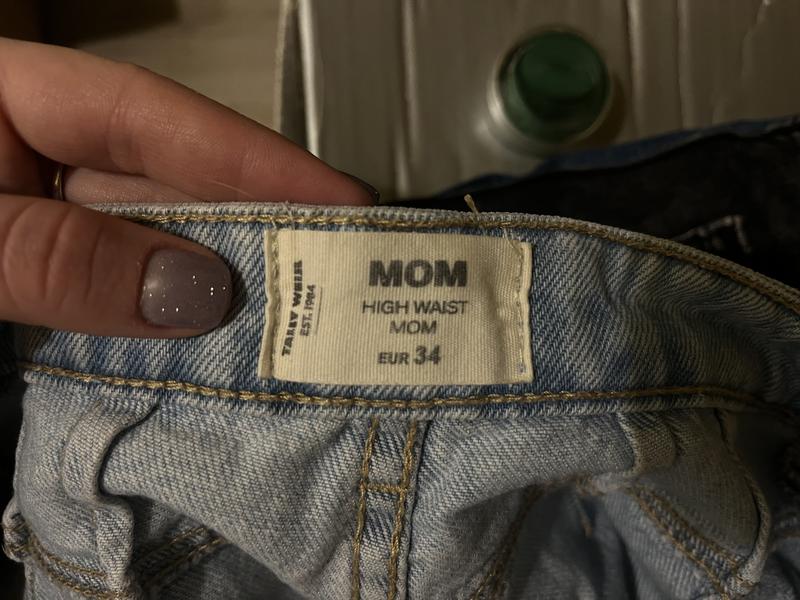 TALLY WEIJL
EST. 1984
MOM
HIGH WAIST
MOM
EUR 34